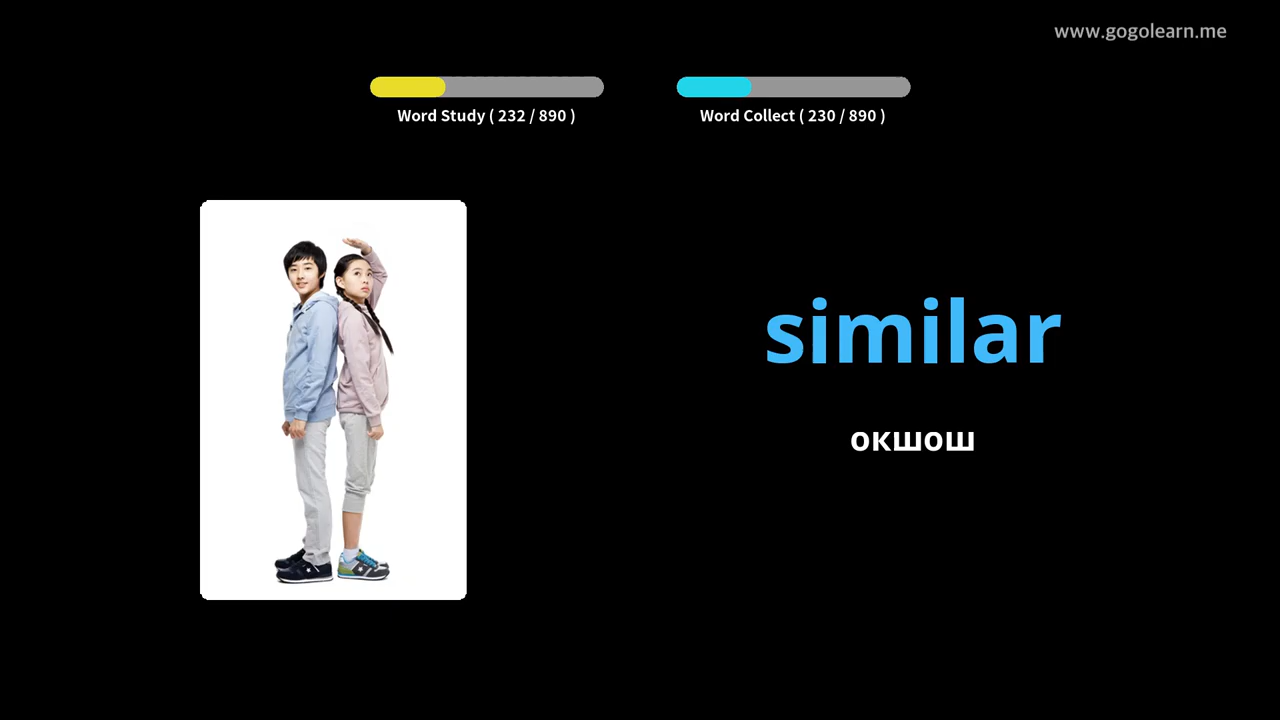 www.gogolearn.me
Word Study ( 232 / 890 )
Word Collect ( 230 / 890 )
similar
окшош